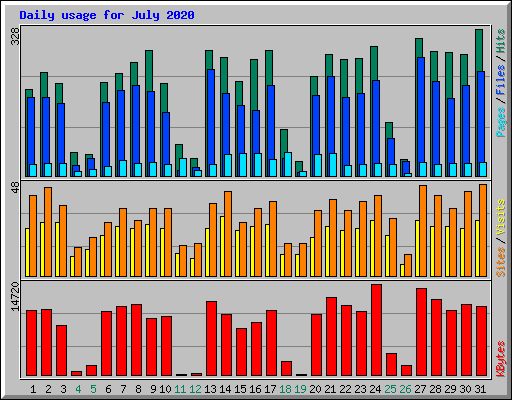 Daily usage for July 2020
328
Pages / Files / Hits
48
Sites / Visits
14720
KBytes
1 2 3 4 5 6 7 8 9 10 11 12 13 14 15 16 17 18 19 20 21 22 23 24 25 26 27 28 29 30 31